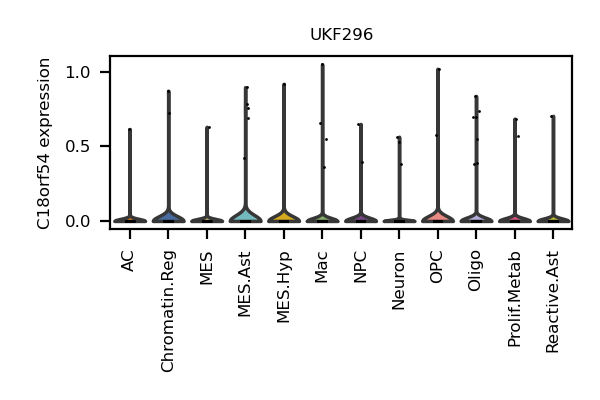 UKF296
C18orf54 expression
1.0
0.5
0.0
AC
Chromatin.Reg
MES
MES.Ast
MES.Hyp
Mac
NPC
Neuron
OPC
Oligo
Prolif.Metab
Reactive.Ast